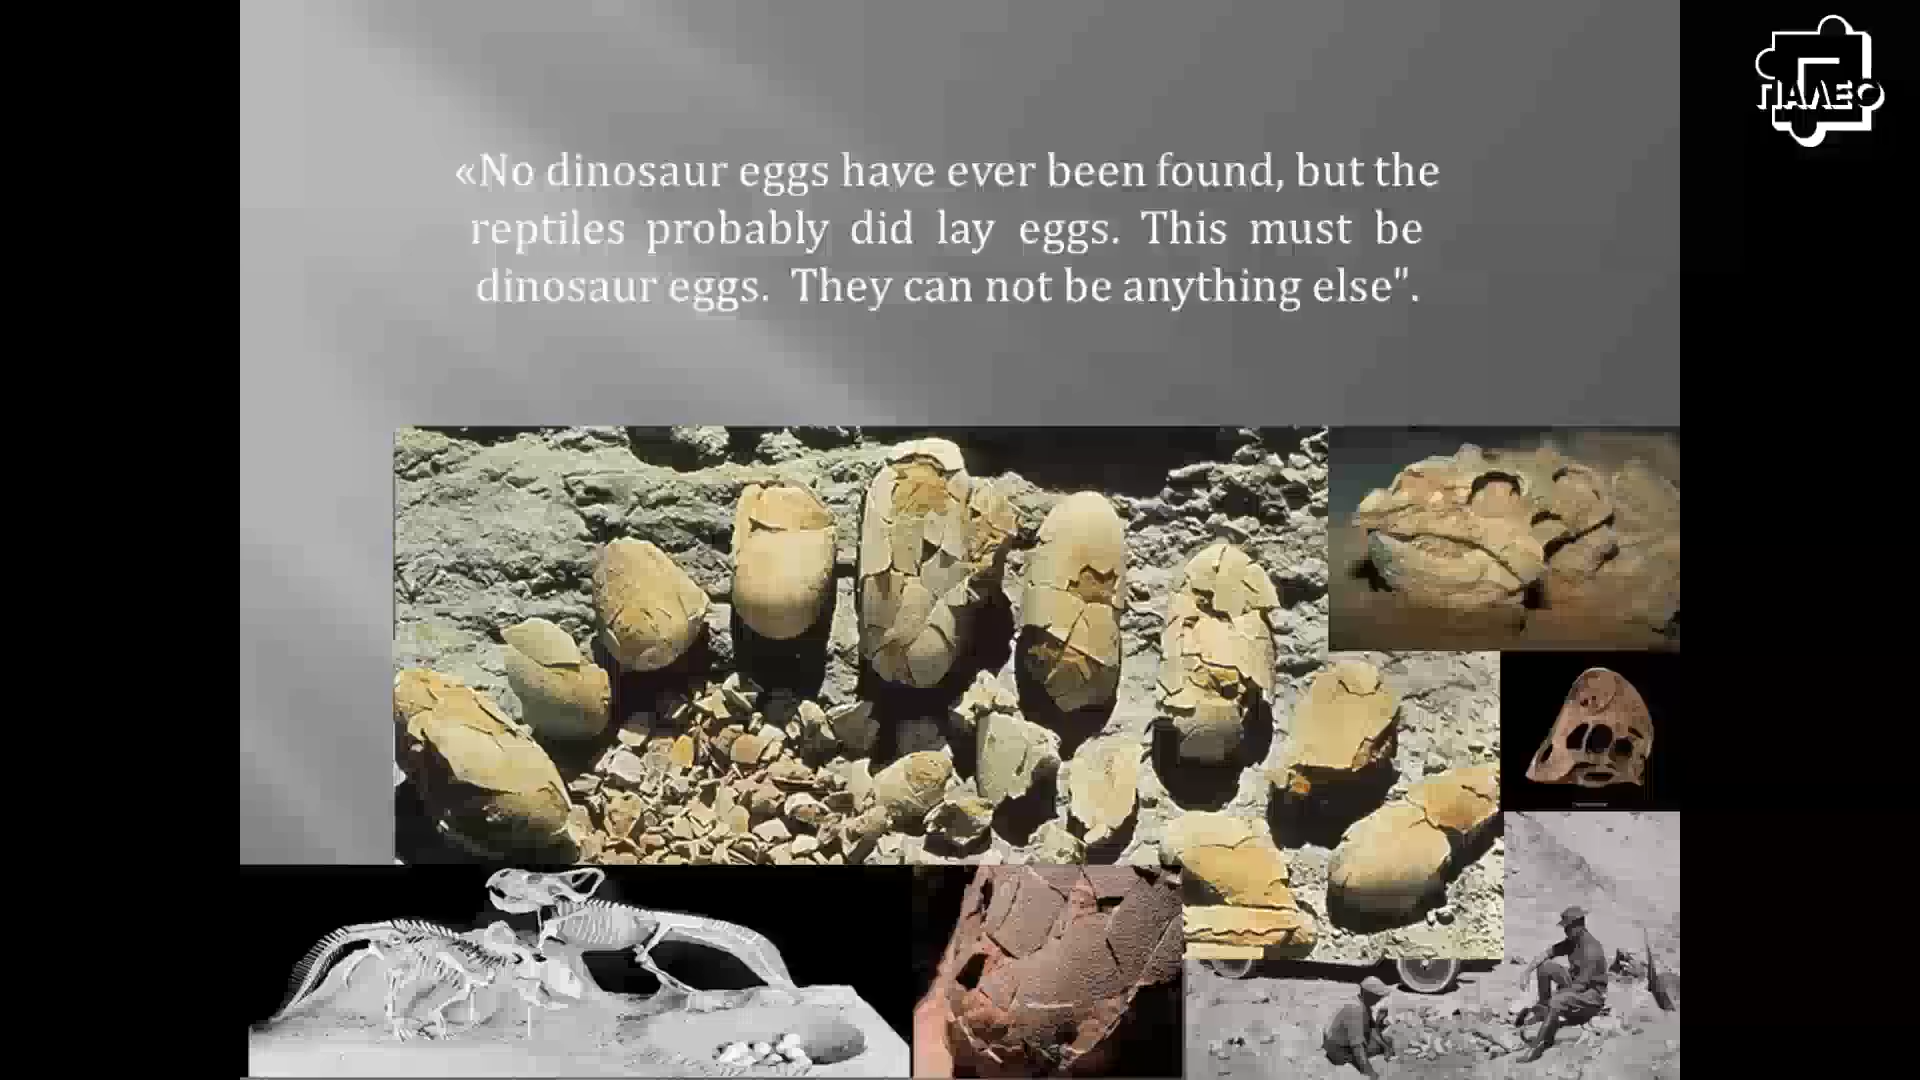 «No dinosaur eggs have ever been found, but the
reptiles probably did lay eggs. This must be
dinosaur eggs. They can not be anything else".
ПАЛЕО